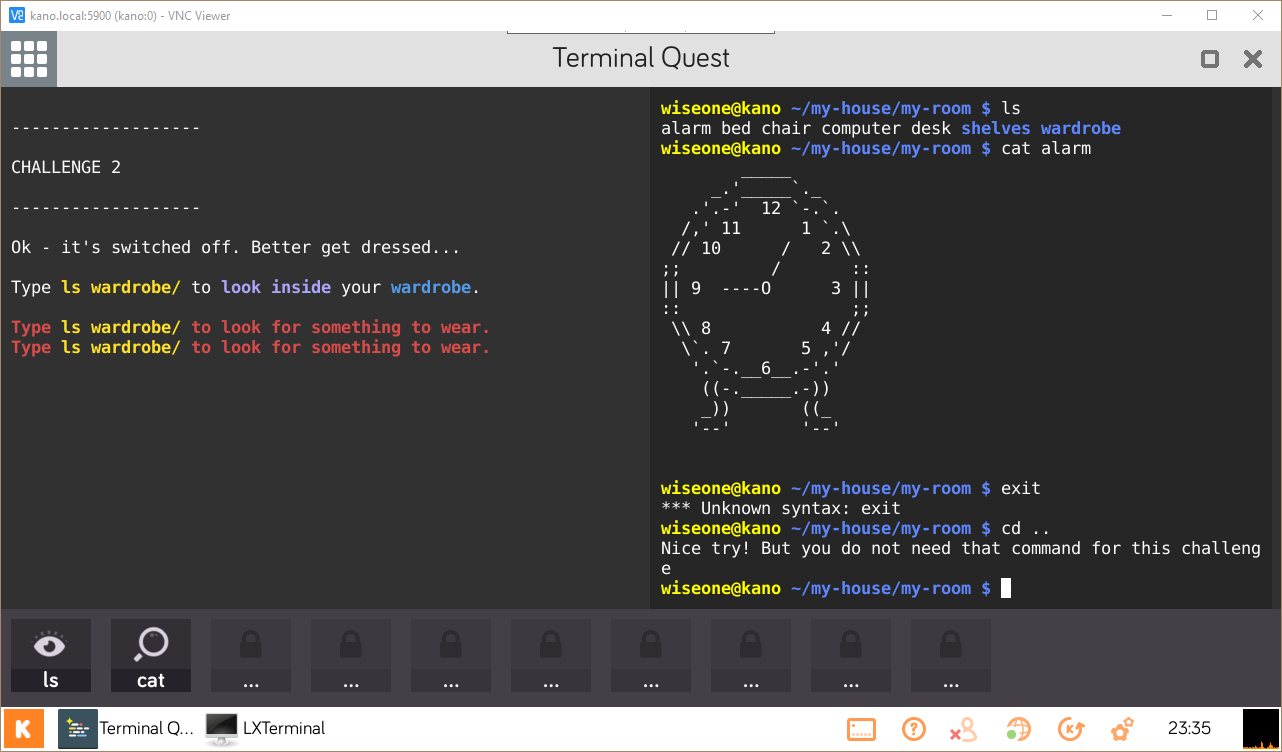 kano.local:5900 (kano:0) - VNC Viewer
Terminal Quest
-------------------
CHALLENGE 2
-------------------
Ok - it's switched off. Better get dressed...
Type ls wardrobe/ to look inside your wardrobe.
Type ls wardrobe/ to look for something to wear.
Type ls wardrobe/ to look for something to wear.
wiseone@kano ~/my-house/my-room $ ls
alarm bed chair computer desk shelves wardrobe
wiseone@kano ~/my-house/my-room $ cat alarm
        _____
     _.'_____`._
   .'.-'  12 `-.`.
  /,' 11      1 `.\
 // 10      /   2 \\
;;         /       ::
|| 9  ----O      3 ||
::                 ;;
 \\ 8           4 //
  \`. 7       5 ,'/
   '.`-.__6__.-'.'
    ((-._____.-))
    _))       ((_
   '--'       '--'
wiseone@kano ~/my-house/my-room $ exit
*** Unknown syntax: exit
wiseone@kano ~/my-house/my-room $ cd ..
Nice try! But you do not need that command for this challeng
e
wiseone@kano ~/my-house/my-room $
ls
cat
...
...
...
...
...
...
...
...
Terminal Q...
LXTerminal
23:35